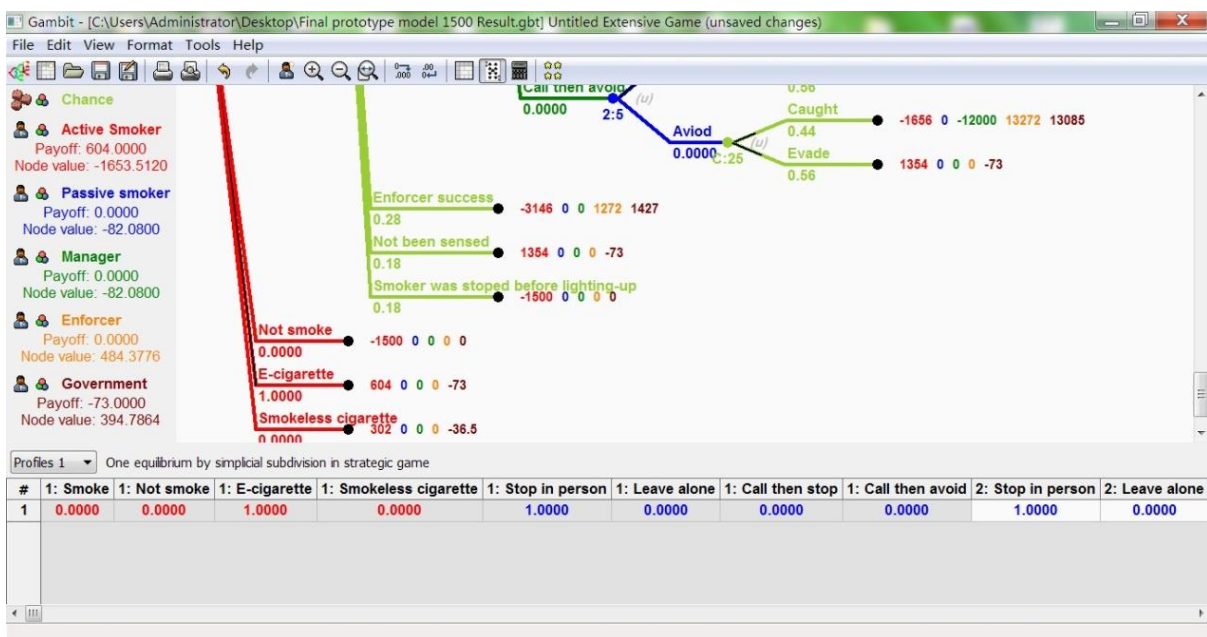 Gambit - [C:\Users\Administrator\Desktop\Final prototype model 1500 Result.gbt] Untitled Extensive Game (unsaved changes)
File Edit View Format Tools Help
Chance
Active Smoker
Payoff: 604.0000
Node value: -1653.5120
Passive smoker
Payoff: 0.0000
Node value: -82.0800
Manager
Payoff: 0.0000
Node value: -82.0800
Enforcer
Payoff: 0.0000
Node value: 484.3776
Government
Payoff: -73.0000
Node value: 394.7864
Call then avoid
0.0000
2:5
(u)
Aviod
0.0000
C:25
(u)
0.56
Caught
0.44
-1656 0 -12000 13272 13085
Evade
0.56
1354 0 0 0 -73
Enforcer success
0.28
-3146 0 0 1272 1427
Not been sensed
0.18
1354 0 0 0 -73
Smoker was stoped before lighting-up
0.18
-1500 0 0 0 0
Not smoke
0.0000
-1500 0 0 0 0
E-cigarette
1.0000
604 0 0 0 -73
Smokeless cigarette
0.0000
302 0 0 0 -36.5
Profiles 1 One equilibrium by simplicial subdivision in strategic game
# 1: Smoke 1: Not smoke 1: E-cigarette 1: Smokeless cigarette 1: Stop in person 1: Leave alone 1: Call then stop 1: Call then avoid 2: Stop in person 2: Leave alone
1 0.0000 0.0000 1.0000 0.0000 1.0000 0.0000 0.0000 0.0000 1.0000 0.0000